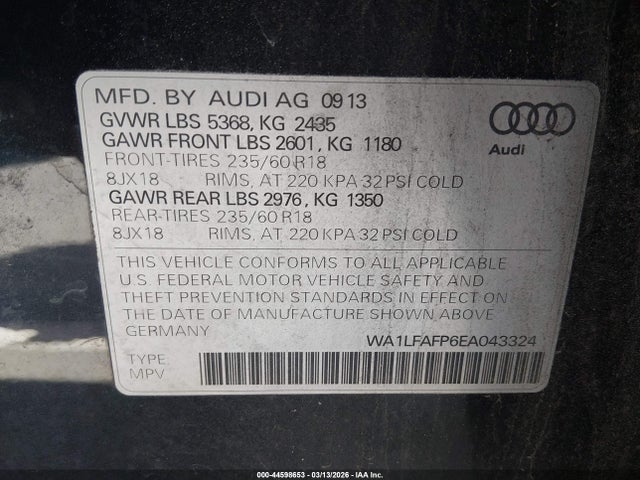 MFD. BY AUDI AG 09 13
GVWR LBS 5368, KG 2435
GAWR FRONT LBS 2601, KG 1180
FRONT-TIRES 235/60 R18
8JX18 RIMS, AT 220 KPA 32 PSI COLD
GAWR REAR LBS 2976, KG 1350
REAR-TIRES 235/60 R18
8JX18 RIMS, AT 220 KPA 32 PSI COLD
Audi
THIS VEHICLE CONFORMS TO ALL APPLICABLE
U.S. FEDERAL MOTOR VEHICLE SAFETY AND
THEFT PREVENTION STANDARDS IN EFFECT ON
THE DATE OF MANUFACTURE SHOWN ABOVE.
GERMANY
WA1LFAFP6EA043324
TYPE:
MPV
000-44598653 - 03/13/2026 - IAA Inc.